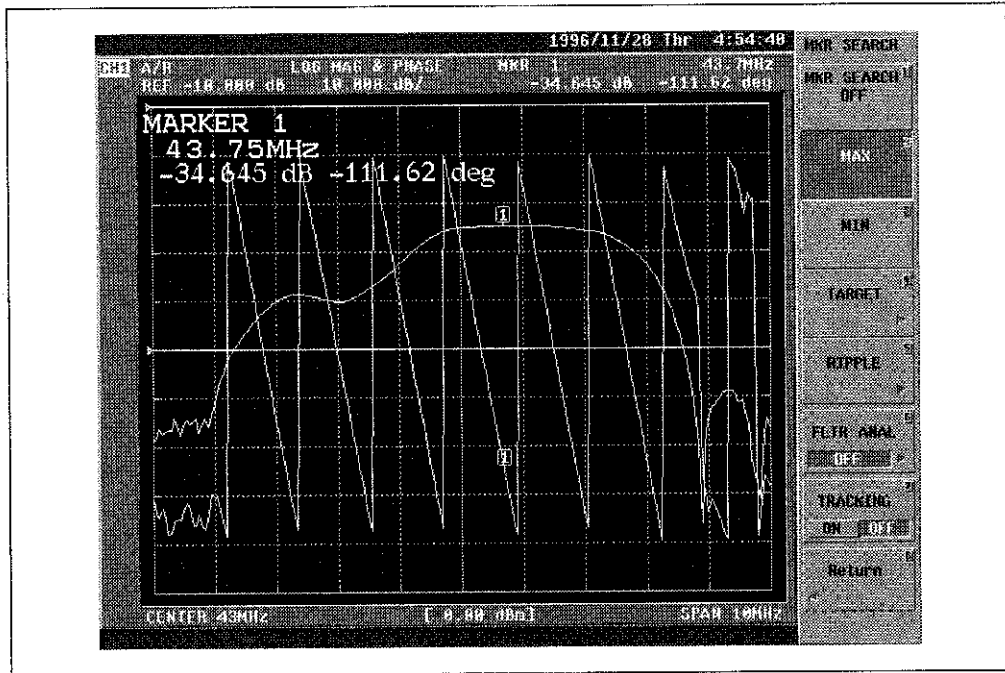 1996/11/28 Thr 4:54:40
CH1 A/R LOG MAG & PHASE MKR 1: 43.7MHz
REF -10.000 dB 10.000 dB/ -34.645 dB -111.62 deg
MARKER 1
43.75MHz
-34.645 dB -111.62 deg
1
1
CENTER 43MHz [ 0.00 dBm] SPAN 10MHz
MKR SEARCH
MKR SEARCH
OFF
MAX
MIN
TARGET
RIPPLE
FLTR ANAL
OFF
TRACKING
ON OFF
Return